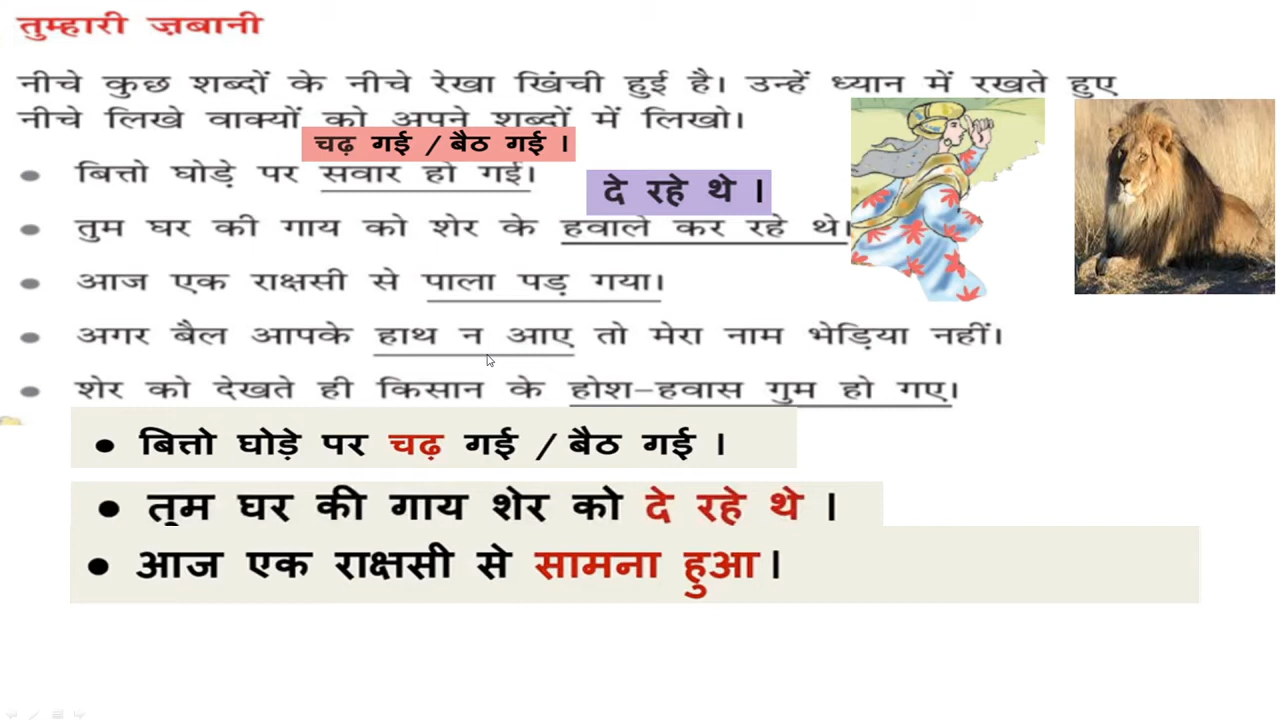 तुम्हारी ज़बानी
नीचे कुछ शब्दों के नीचे रेखा खिंची हुई है। उन्हें ध्यान में रखते हुए
नीचे लिखे वाक्यों को अपने शब्दों में लिखो।
चढ़ गई / बैठ गई ।
• बित्तो घोड़े पर सवार हो गई।
दे रहे थे ।
• तुम घर की गाय को शेर के हवाले कर रहे थे।
• आज एक राक्षसी से पाला पड़ गया।
• अगर बैल आपके हाथ न आए तो मेरा नाम भेड़िया नहीं।
• शेर को देखते ही किसान के होश-हवास गुम हो गए।
• बित्तो घोड़े पर चढ़ गई / बैठ गई ।
• तुम घर की गाय शेर को दे रहे थे ।
• आज एक राक्षसी से सामना हुआ।